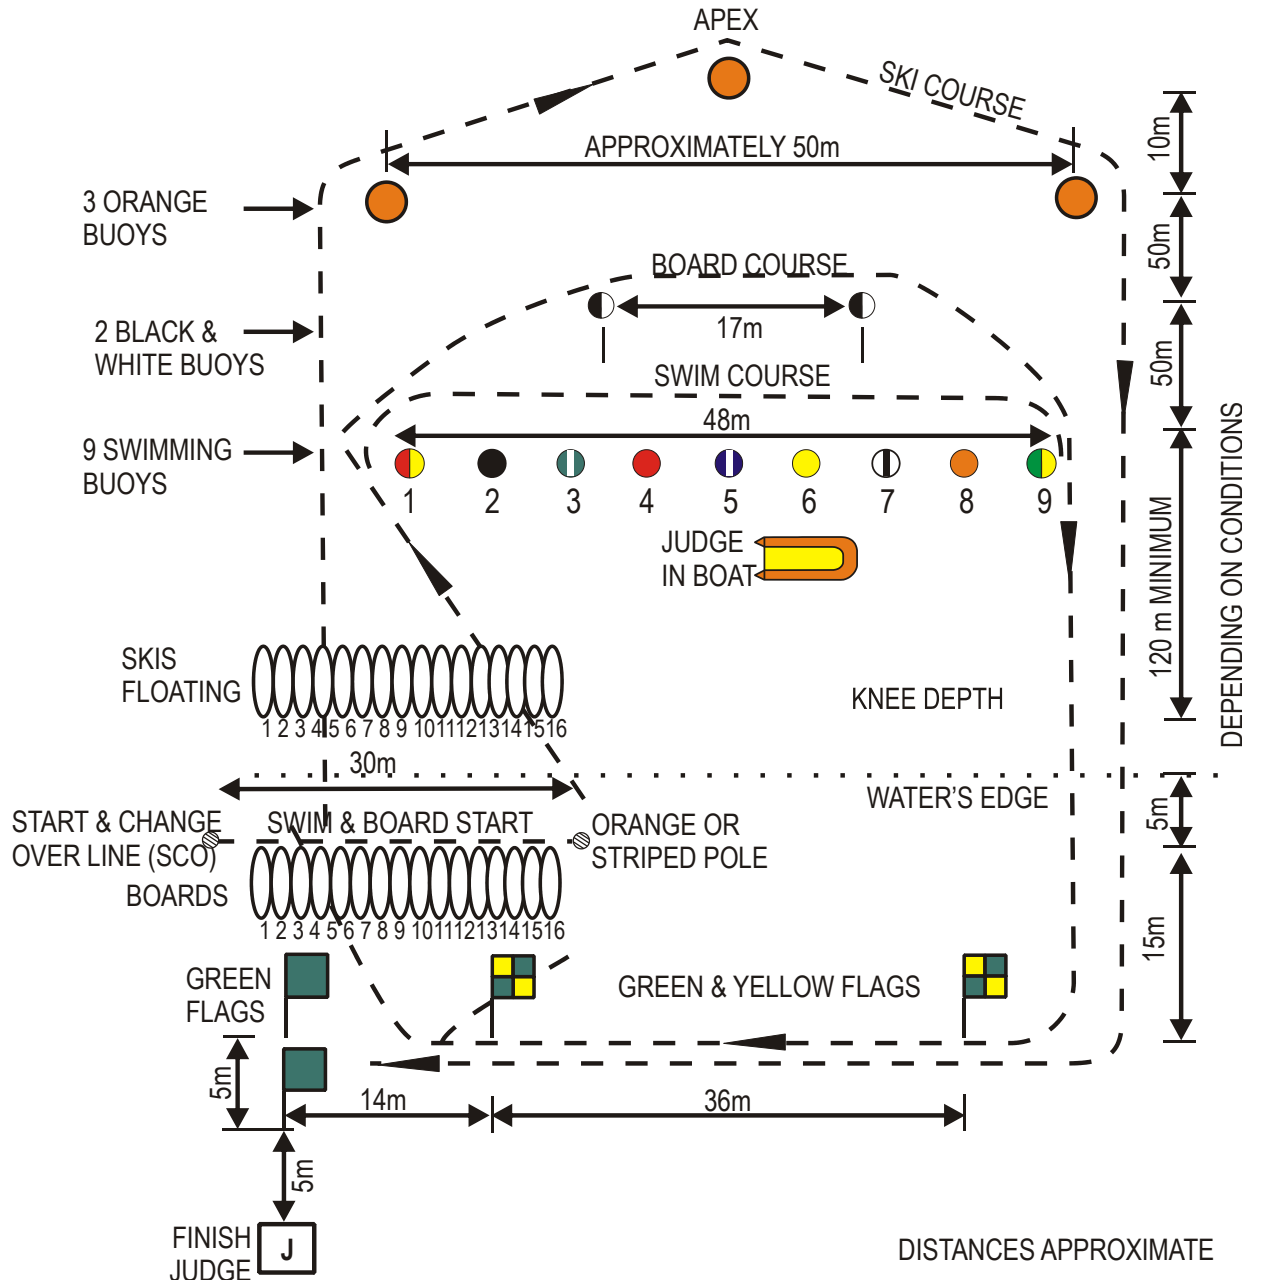 APEX
SKI COURSE
APPROXIMATELY 50m
10m
3 ORANGE
BUOYS
50m
BOARD COURSE
17m
2 BLACK &
WHITE BUOYS
50m
SWIM COURSE
48m
9 SWIMMING
BUOYS
1 2 3 4 5 6 7 8 9
JUDGE
IN BOAT
120 m MINIMUM
DEPENDING ON CONDITIONS
SKIS
FLOATING
1 2 3 4 5 6 7 8 9 10 11 12 13 14 15 16
KNEE DEPTH
30m
WATER'S EDGE
START & CHANGE
OVER LINE (SCO)
SWIM & BOARD START
ORANGE OR
STRIPED POLE
5m
BOARDS
1 2 3 4 5 6 7 8 9 10 11 12 13 14 15 16
15m
GREEN
FLAGS
GREEN & YELLOW FLAGS
5m
14m
36m
5m
FINISH
JUDGE
J
DISTANCES APPROXIMATE